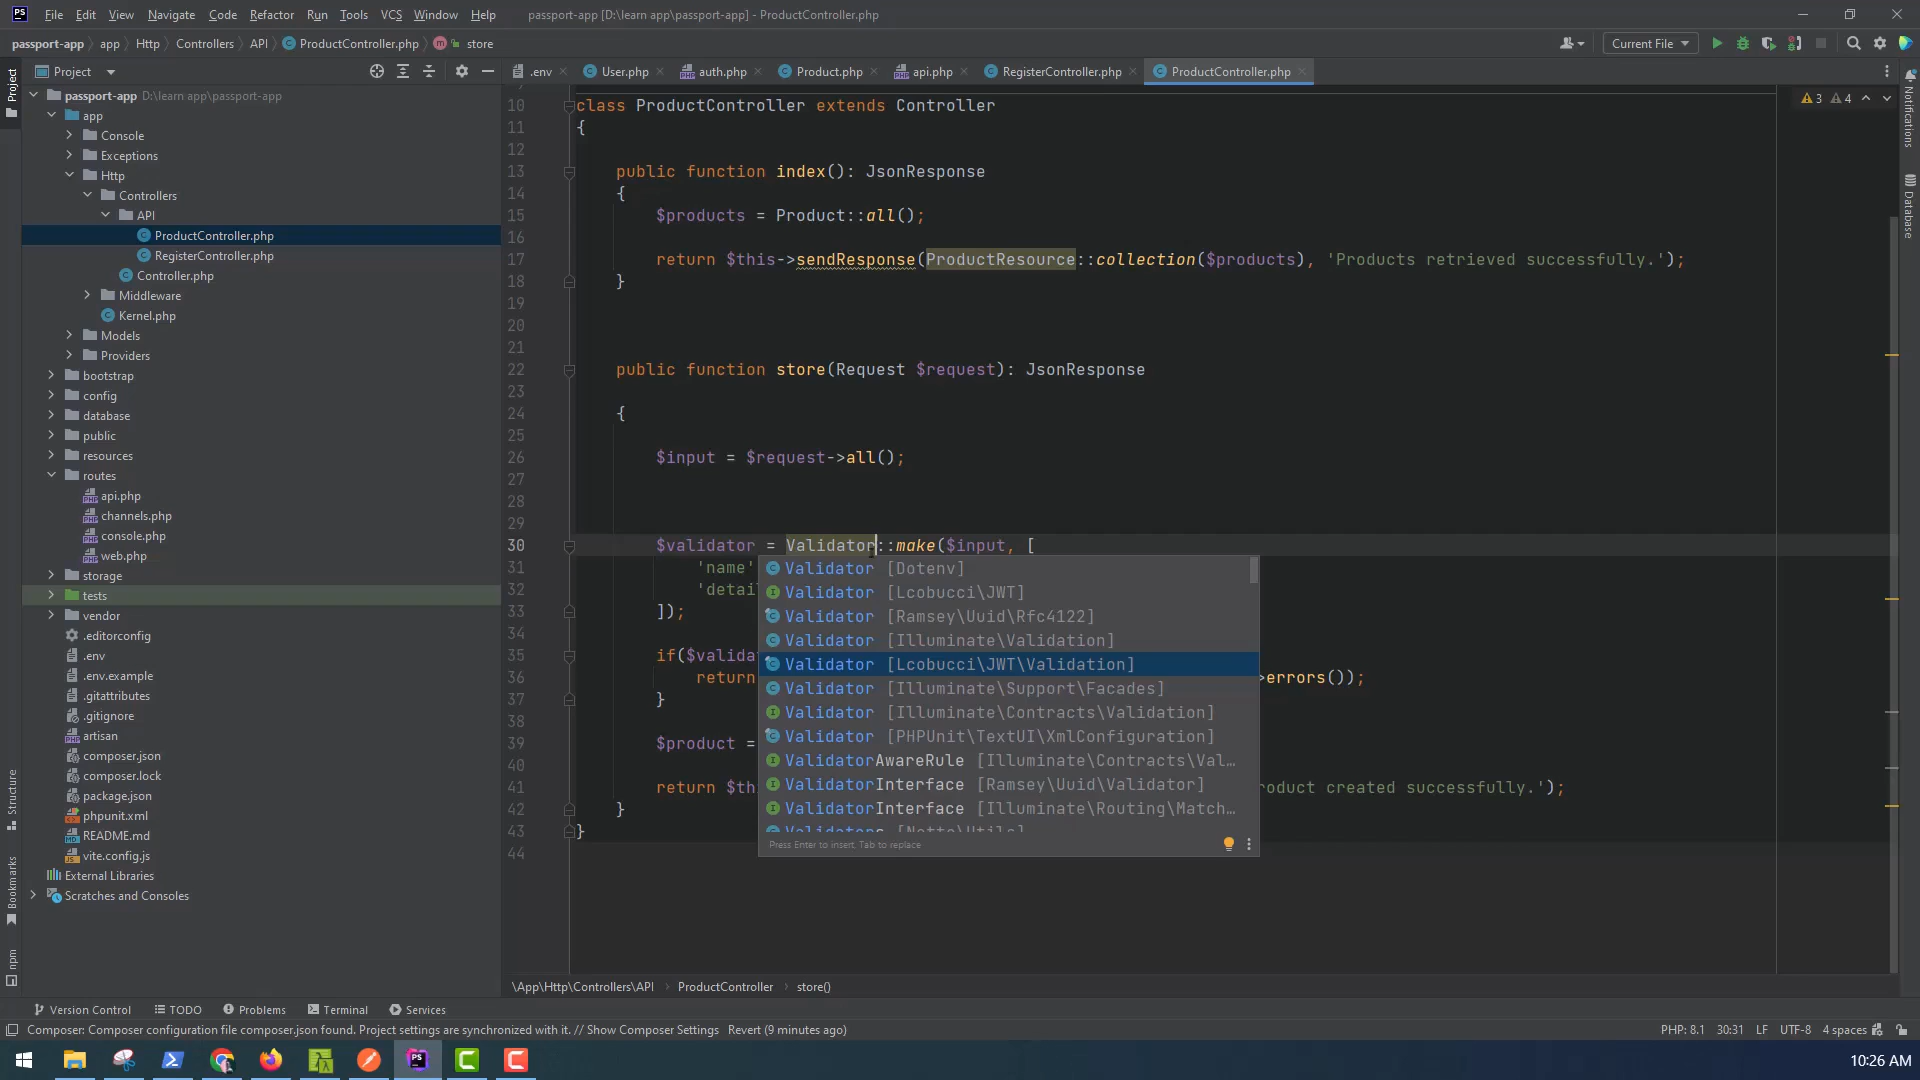 File Edit View Navigate Code Refactor Run Tools VCS Window Help passport-app [D:\learn app\passport-app] - ProductController.php
passport-app app Http Controllers API ProductController.php store Current File
Project
Project .env User.php auth.php Product.php api.php RegisterController.php ProductController.php
passport-app D:\learn app\passport-app
app
Console
Exceptions
Http
Controllers
API
ProductController.php
RegisterController.php
Controller.php
Middleware
Kernel.php
Models
Providers
bootstrap
config
database
public
resources
routes
api.php
channels.php
console.php
web.php
storage
tests
vendor
.editorconfig
.env
.env.example
.gitattributes
.gitignore
artisan
composer.json
composer.lock
package.json
phpunit.xml
README.md
vite.config.js
External Libraries
Scratches and Consoles
Structure
Bookmarks
npm
10 class ProductController extends Controller
11 {
12
13 public function index(): JsonResponse
14 {
15 $products = Product::all();
16
17 return $this->sendResponse(ProductResource::collection($products), 'Products retrieved successfully.');
18 }
19
20
21
22 public function store(Request $request): JsonResponse
23
24 {
25
26 $input = $request->all();
27
28
29
30 $validator = Validator::make($input, [
31 'name'
32 'detai
33 ]);
34
35 if($valida
36 return >errors());
37 }
38
39 $product =
40
41 return $thi roduct created successfully.');
42 }
43 }
44
Validator [Dotenv]
Validator [Lcobucci\JWT]
Validator [Ramsey\Uuid\Rfc4122]
Validator [Illuminate\Validation]
Validator [Lcobucci\JWT\Validation]
Validator [Illuminate\Support\Facades]
Validator [Illuminate\Contracts\Validation]
Validator [PHPUnit\TextUI\XmlConfiguration]
ValidatorAwareRule [Illuminate\Contracts\Val…
ValidatorInterface [Ramsey\Uuid\Validator]
ValidatorInterface [Illuminate\Routing\Match…
Validators [Nette\Utils]
Press Enter to insert, Tab to replace
3 4
Notifications
Database
\App\Http\Controllers\API ProductController store()
Version Control TODO Problems Terminal Services
Composer: Composer configuration file composer.json found. Project settings are synchronized with it. // Show Composer Settings Revert (9 minutes ago) PHP: 8.1 30:31 LF UTF-8 4 spaces
10:26 AM